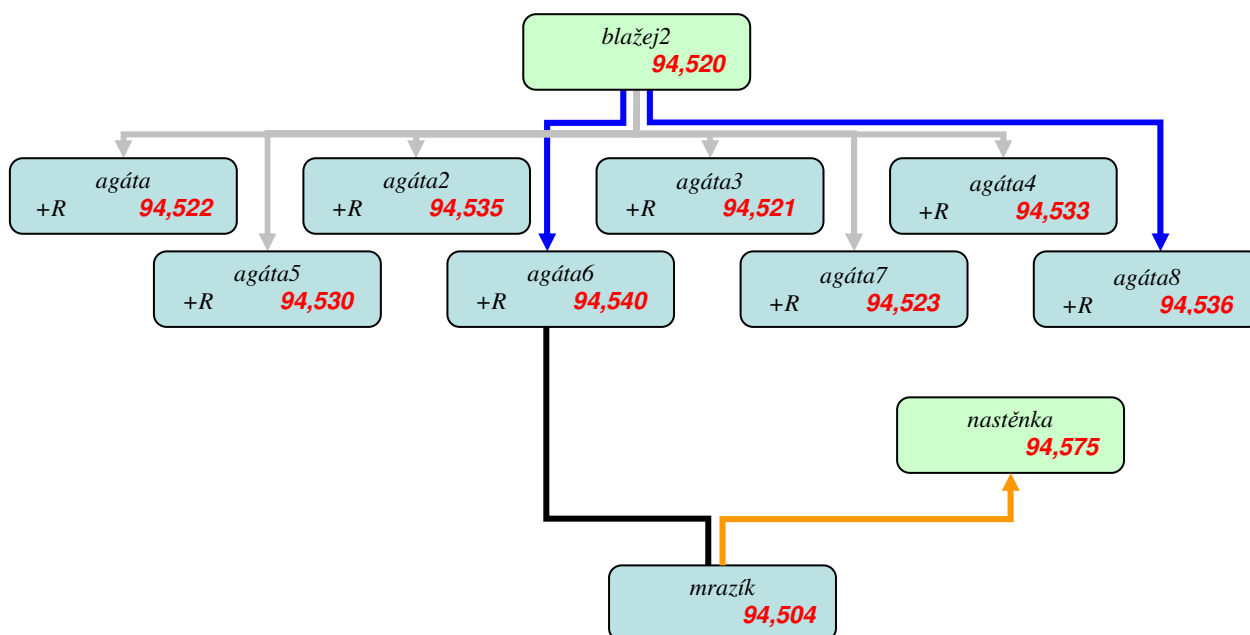 blažej2
94,520
agáta
+R 94,522
agáta2
+R 94,535
agáta3
+R 94,521
agáta4
+R 94,533
agáta5
+R 94,530
agáta6
+R 94,540
agáta7
+R 94,523
agáta8
+R 94,536
nastěnka
94,575
mrazík
94,504